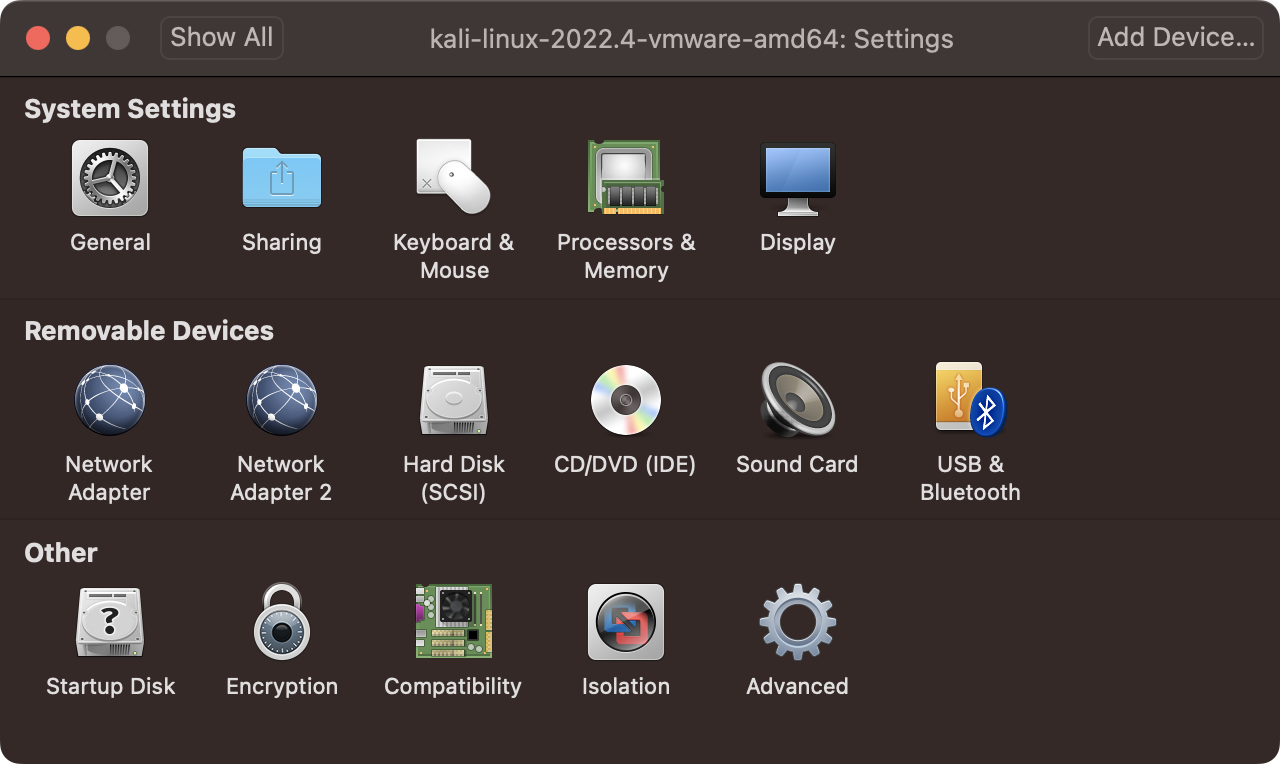 Show All
kali-linux-2022.4-vmware-amd64: Settings
Add Device...
System Settings
General
Sharing
Keyboard &
Mouse
Processors &
Memory
Display
Removable Devices
Network
Adapter
Network
Adapter 2
Hard Disk
(SCSI)
CD/DVD (IDE)
Sound Card
USB &
Bluetooth
Other
?
Startup Disk
Encryption
Compatibility
Isolation
Advanced